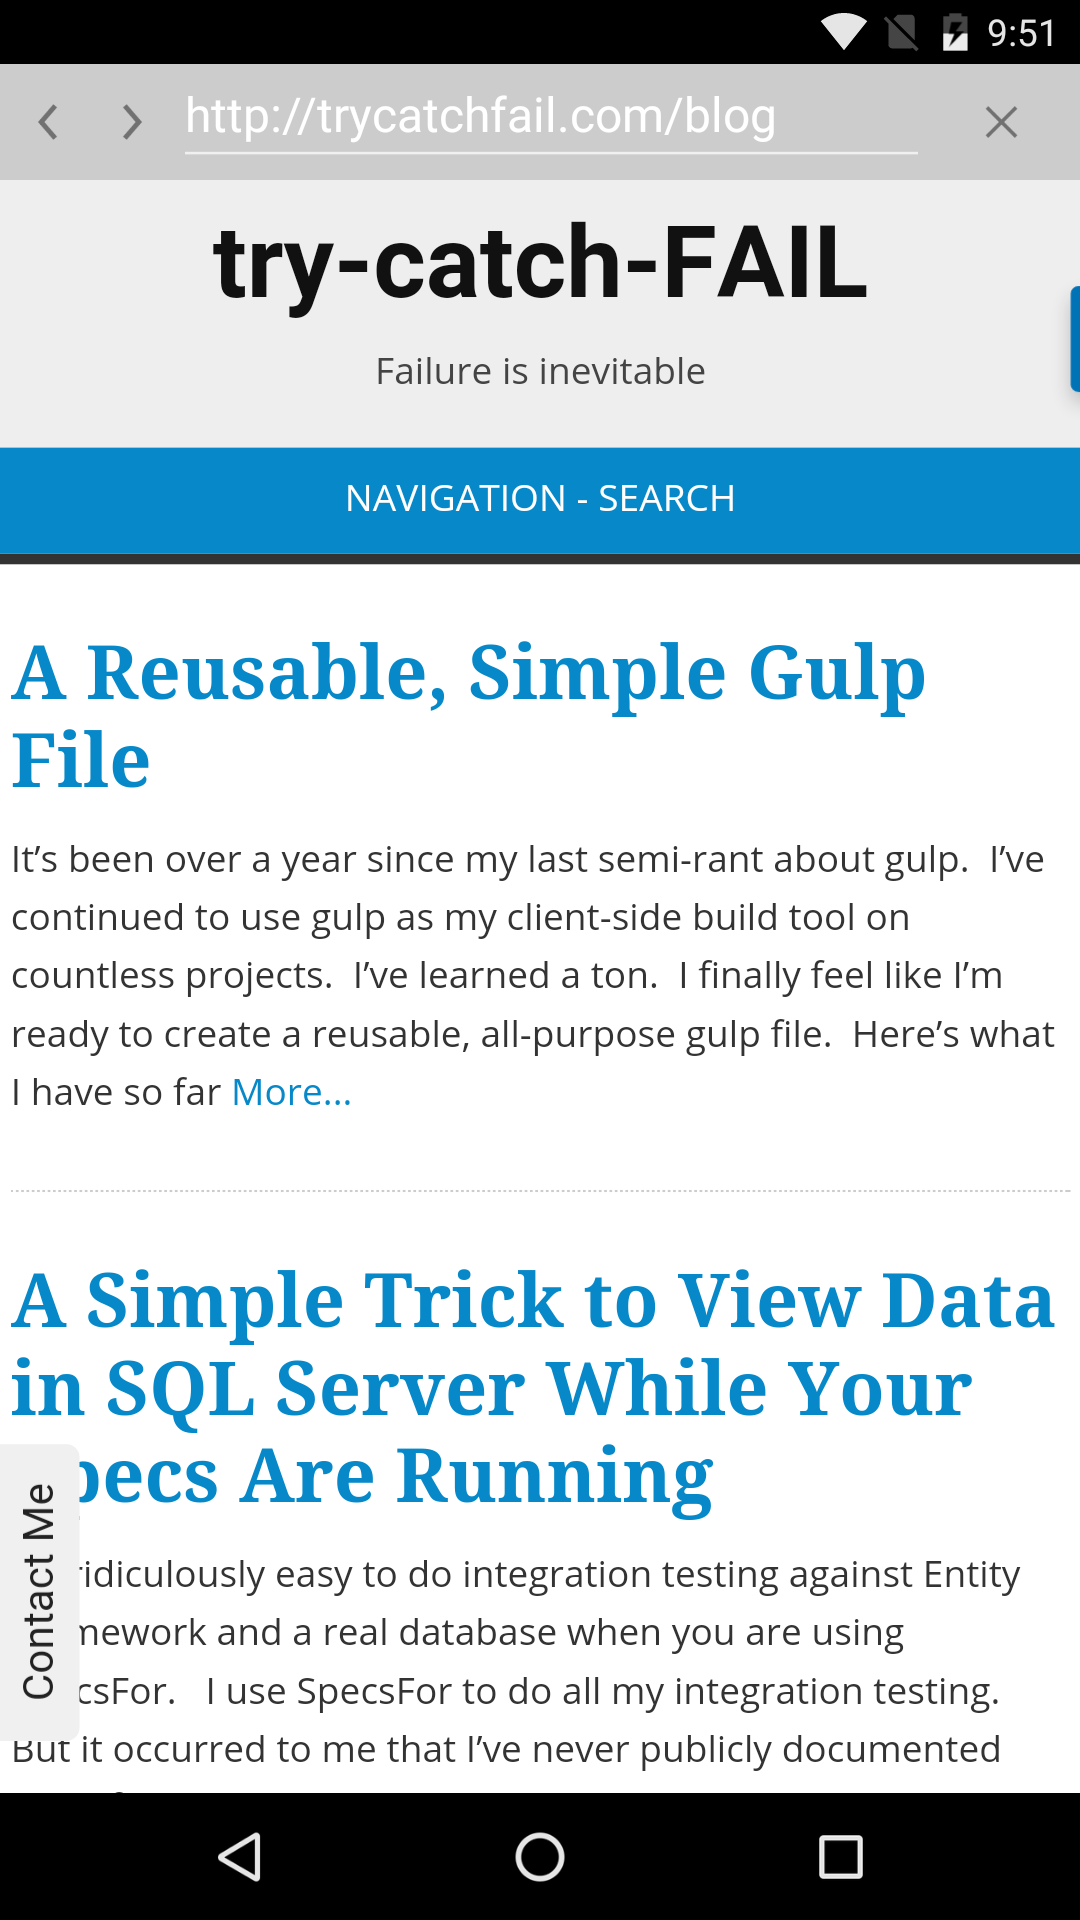 9:51
http://trycatchfail.com/blog
try-catch-FAIL
Failure is inevitable
NAVIGATION - SEARCH
A Reusable, Simple Gulp
File
It’s been over a year since my last semi-rant about gulp.  I’ve
continued to use gulp as my client-side build tool on
countless projects.  I’ve learned a ton.  I finally feel like I’m
ready to create a reusable, all-purpose gulp file.  Here’s what
I have so far More...
A Simple Trick to View Data
in SQL Server While Your
pecs Are Running
ridiculously easy to do integration testing against Entity
mework and a real database when you are using
csFor.   I use SpecsFor to do all my integration testing.
But it occurred to me that I’ve never publicly documented
Contact Me